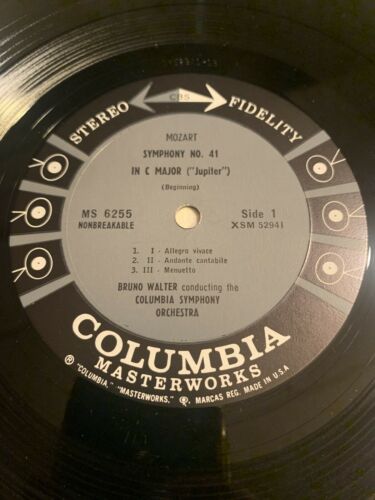 STEREO CBS FIDELITY
MOZART
SYMPHONY NO. 41
IN C MAJOR ("Jupiter")
(Beginning)
MS 6255 Side 1
NONBREAKABLE XSM 52941
1. I - Allegro vivace
2. II - Andante cantabile
3. III - Menuetto
BRUNO WALTER conducting the
COLUMBIA SYMPHONY
ORCHESTRA
COLUMBIA
MASTERWORKS
® "COLUMBIA," "MASTERWORKS," MARCAS REG. MADE IN U.S.A.